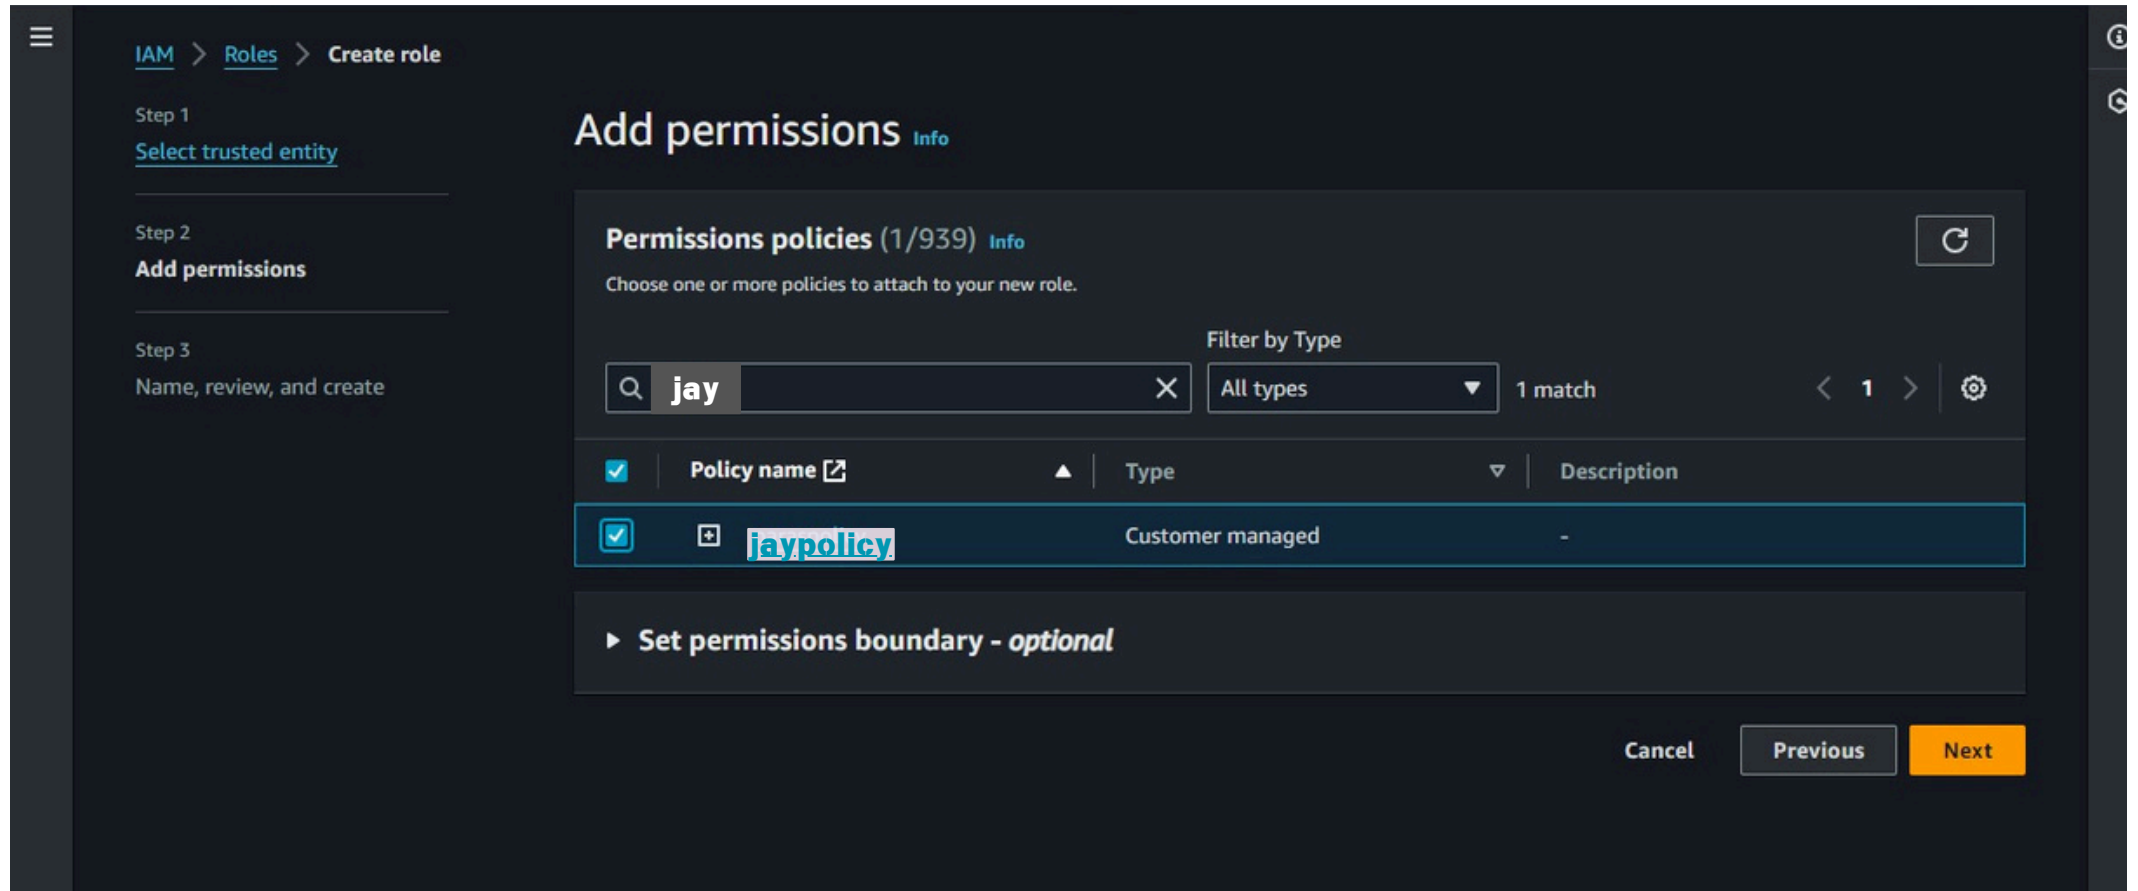 IAM > Roles > Create role
Step 1
Select trusted entity
Step 2
Add permissions
Step 3
Name, review, and create
Add permissions Info
Permissions policies (1/939) Info
Choose one or more policies to attach to your new role.
Filter by Type
jay
All types
1 match
1
Policy name
Type
Description
jaypolicy
Customer managed
-
Set permissions boundary - optional
Cancel
Previous
Next